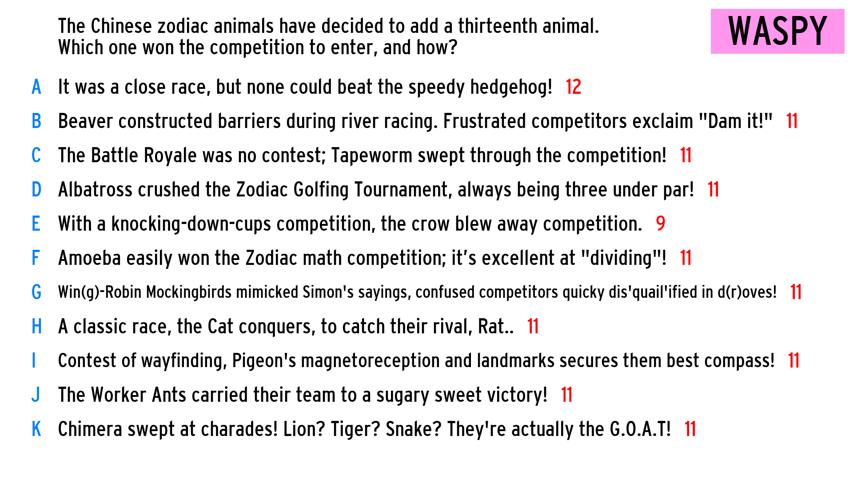 The Chinese zodiac animals have decided to add a thirteenth animal.
Which one won the competition to enter, and how?
WASPY
A It was a close race, but none could beat the speedy hedgehog! 12
B Beaver constructed barriers during river racing. Frustrated competitors exclaim "Dam it!" 11
C The Battle Royale was no contest; Tapeworm swept through the competition! 11
D Albatross crushed the Zodiac Golfing Tournament, always being three under par! 11
E With a knocking-down-cups competition, the crow blew away competition. 9
F Amoeba easily won the Zodiac math competition; it's excellent at "dividing"! 11
G Win(g)-Robin Mockingbirds mimicked Simon's sayings, confused competitors quicky dis'quail'ified in d(r)oves! 11
H A classic race, the Cat conquers, to catch their rival, Rat.. 11
I Contest of wayfinding, Pigeon's magnetoreception and landmarks secures them best compass! 11
J The Worker Ants carried their team to a sugary sweet victory! 11
K Chimera swept at charades! Lion? Tiger? Snake? They're actually the G.O.A.T! 11